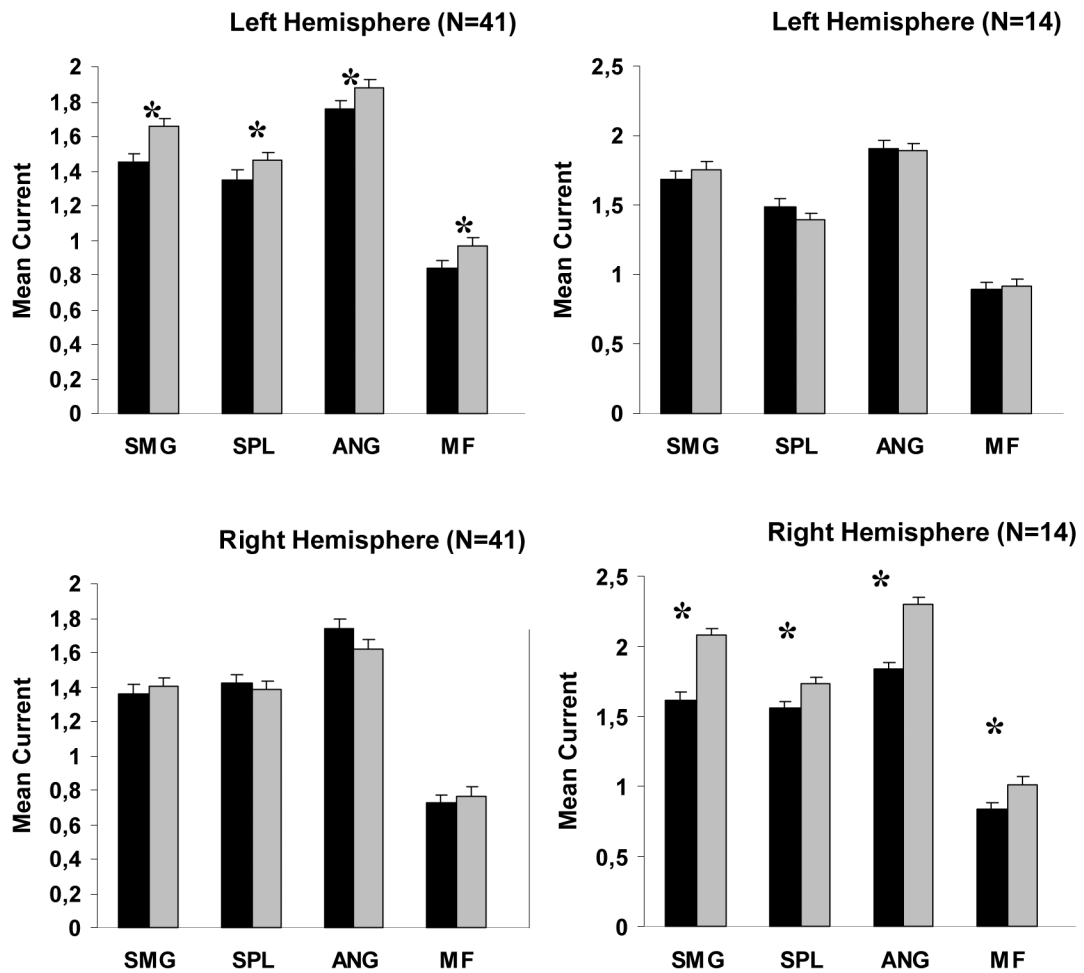 Left Hemisphere (N=41)
Mean Current
2
1,8
1,6
1,4
1,2
1
0,8
0,6
0,4
0,2
0
* * * *
SMG SPL ANG MF
Left Hemisphere (N=14)
Mean Current
2,5
2
1,5
1
0,5
0
SMG SPL ANG MF
Right Hemisphere (N=41)
Mean Current
2
1,8
1,6
1,4
1,2
1
0,8
0,6
0,4
0,2
0
SMG SPL ANG MF
Right Hemisphere (N=14)
Mean Current
2,5
2
1,5
1
0,5
0
* * * *
SMG SPL ANG MF